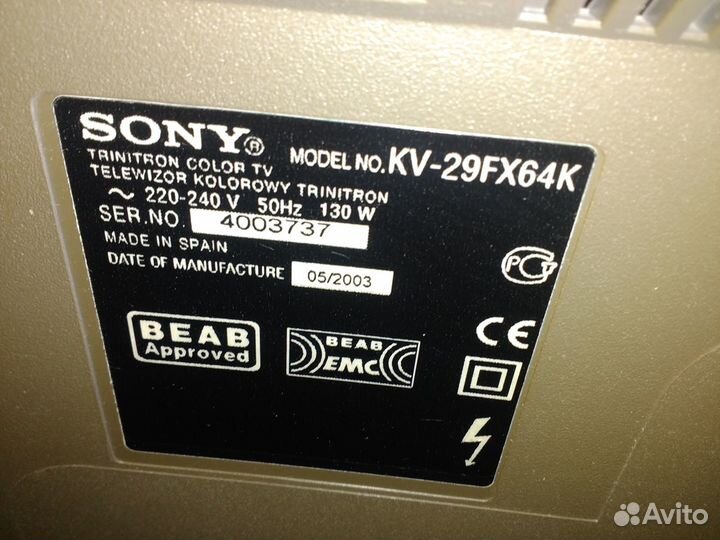 SONY®
TRINITRON COLOR TV MODEL NO. KV-29FX64K
TELEWIZOR KOLOROWY TRINITRON
~ 220-240 V 50Hz 130 W
SER.NO. 4003737
MADE IN SPAIN
DATE OF MANUFACTURE 05/2003
BEAB
Approved
BEAB
EMC
РСТ
CE
Avito